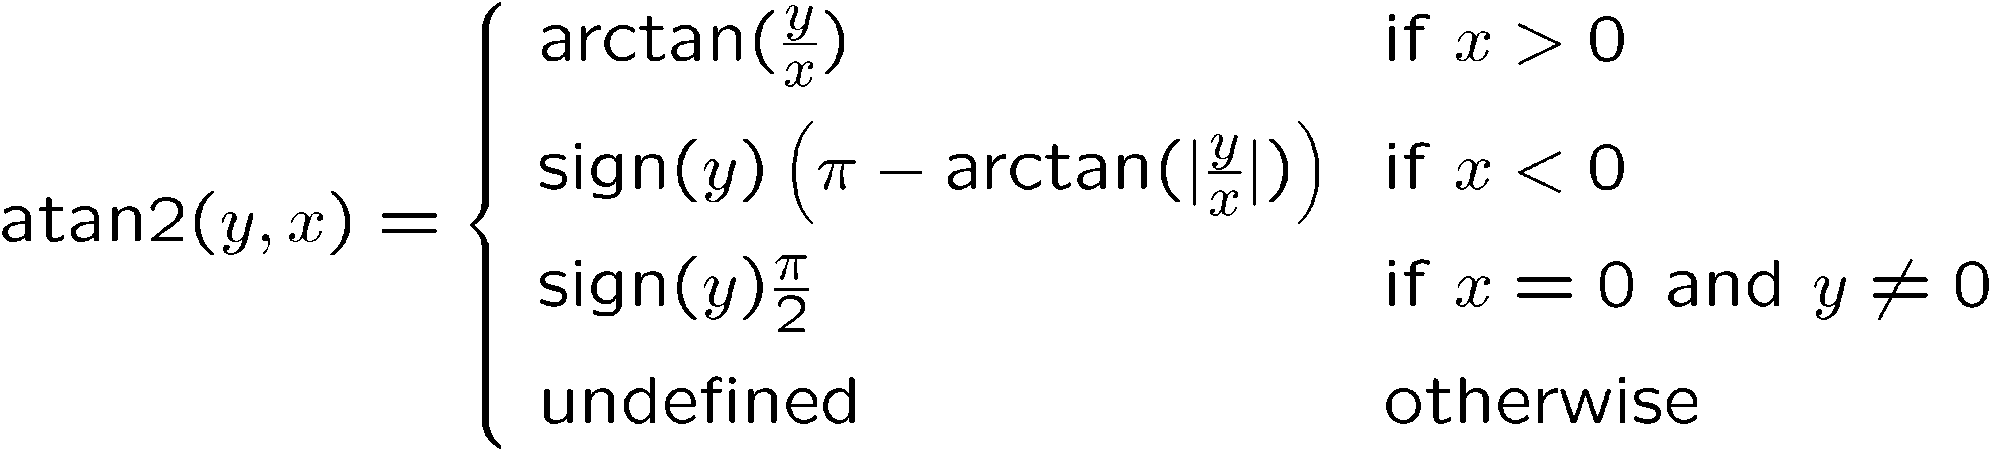 atan2(y, x) = { arctan(y/x) if x > 0
sign(y) (π − arctan(|y/x|)) if x < 0
sign(y) π/2 if x = 0 and y ≠ 0
undefined otherwise